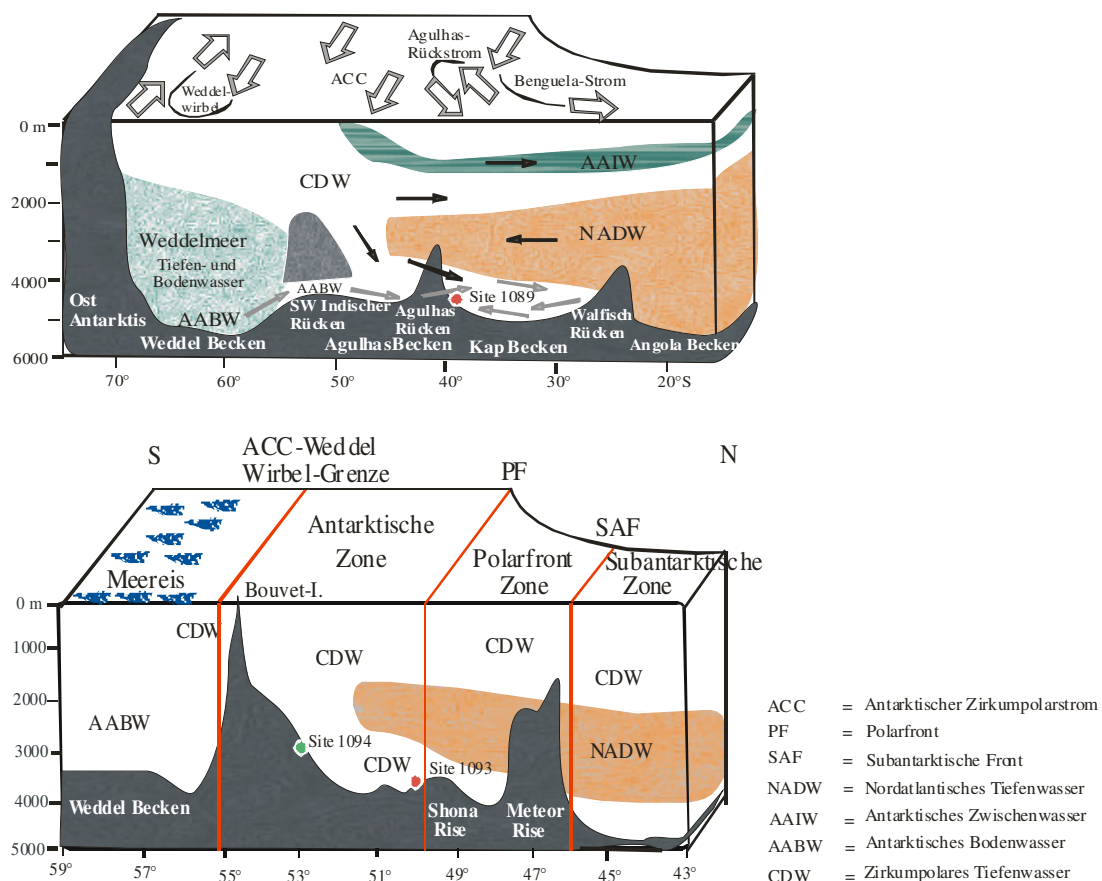 Agulhas-
Rückstrom
ACC
Benguela-Strom
Weddel-
wirbel
0 m
2000
4000
6000
AAIW
CDW
NADW
Weddelmeer
Tiefen- und
Bodenwasser
AABW
AABW
Site 1089
Ost
Antarktis
SW Indischer
Rücken
Agulhas
Rücken
Walfisch
Rücken
Weddel Becken
AgulhasBecken
Kap Becken
Angola Becken
70° 60° 50° 40° 30° 20°S
S
ACC-Weddel
Wirbel-Grenze
PF
N
SAF
Antarktische
Zone
Polarfront
Zone
Subantarktische
Zone
Meereis
Bouvet-I.
0 m
1000
2000
3000
4000
5000
CDW
CDW
CDW
CDW
AABW
Site 1094
CDW
Site 1093
NADW
Weddel Becken
Shona
Rise
Meteor
Rise
59° 57° 55° 53° 51° 49° 47° 45° 43°
ACC = Antarktischer Zirkumpolarstrom
PF = Polarfront
SAF = Subantarktische Front
NADW = Nordatlantisches Tiefenwasser
AAIW = Antarktisches Zwischenwasser
AABW = Antarktisches Bodenwasser
CDW = Zirkumpolares Tiefenwasser